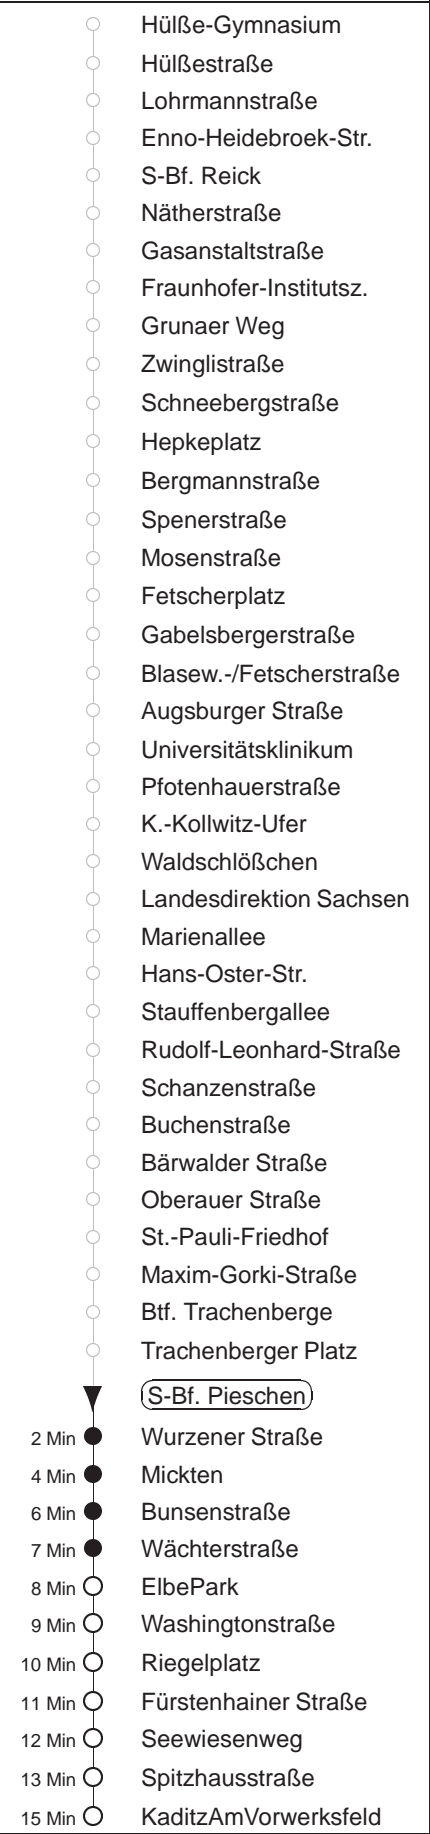 Hülße-Gymnasium
Hülßestraße
Lohrmannstraße
Enno-Heidebroek-Str.
S-Bf. Reick
Nätherstraße
Gasanstaltstraße
Fraunhofer-Institutsz.
Grunaer Weg
Zwinglistraße
Schneebergstraße
Hepkeplatz
Bergmannstraße
Spenerstraße
Mosenstraße
Fetscherplatz
Gabelsbergerstraße
Blasew.-/Fetscherstraße
Augsburger Straße
Universitätsklinikum
Pfotenhauerstraße
K.-Kollwitz-Ufer
Waldschlößchen
Landesdirektion Sachsen
Marienallee
Hans-Oster-Str.
Stauffenbergallee
Rudolf-Leonhard-Straße
Schanzenstraße
Buchenstraße
Bärwalder Straße
Oberauer Straße
St.-Pauli-Friedhof
Maxim-Gorki-Straße
Btf. Trachenberge
Trachenberger Platz
S-Bf. Pieschen
2 Min Wurzener Straße
4 Min Mickten
6 Min Bunsenstraße
7 Min Wächterstraße
8 Min ElbePark
9 Min Washingtonstraße
10 Min Riegelplatz
11 Min Fürstenhainer Straße
12 Min Seewiesenweg
13 Min Spitzhausstraße
15 Min KaditzAmVorwerksfeld